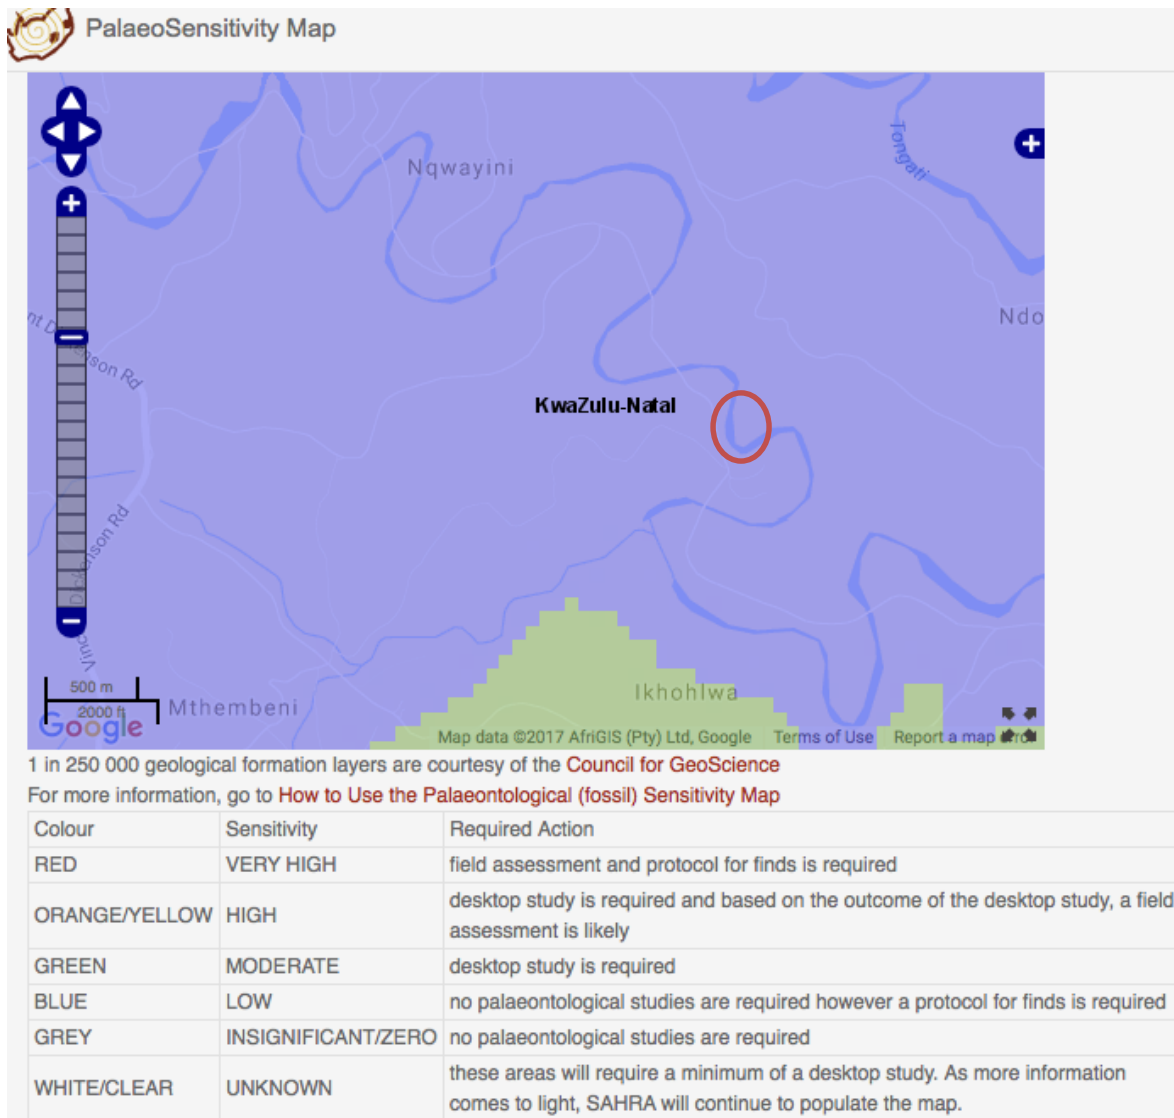 PalaeoSensitivity Map
Nqwayini
Tongati
Ndo
nt D
nson Rd
KwaZulu-Natal
Vinc
Dickenson Rd
500 m
2000 ft
Google
Mthembeni
Ikhohlwa
Map data ©2017 AfriGIS (Pty) Ltd, Google Terms of Use Report a map error
1 in 250 000 geological formation layers are courtesy of the Council for GeoScience
For more information, go to How to Use the Palaeontological (fossil) Sensitivity Map
Colour Sensitivity Required Action
RED VERY HIGH field assessment and protocol for finds is required
ORANGE/YELLOW HIGH desktop study is required and based on the outcome of the desktop study, a field
assessment is likely
GREEN MODERATE desktop study is required
BLUE LOW no palaeontological studies are required however a protocol for finds is required
GREY INSIGNIFICANT/ZERO no palaeontological studies are required
WHITE/CLEAR UNKNOWN these areas will require a minimum of a desktop study. As more information
comes to light, SAHRA will continue to populate the map.